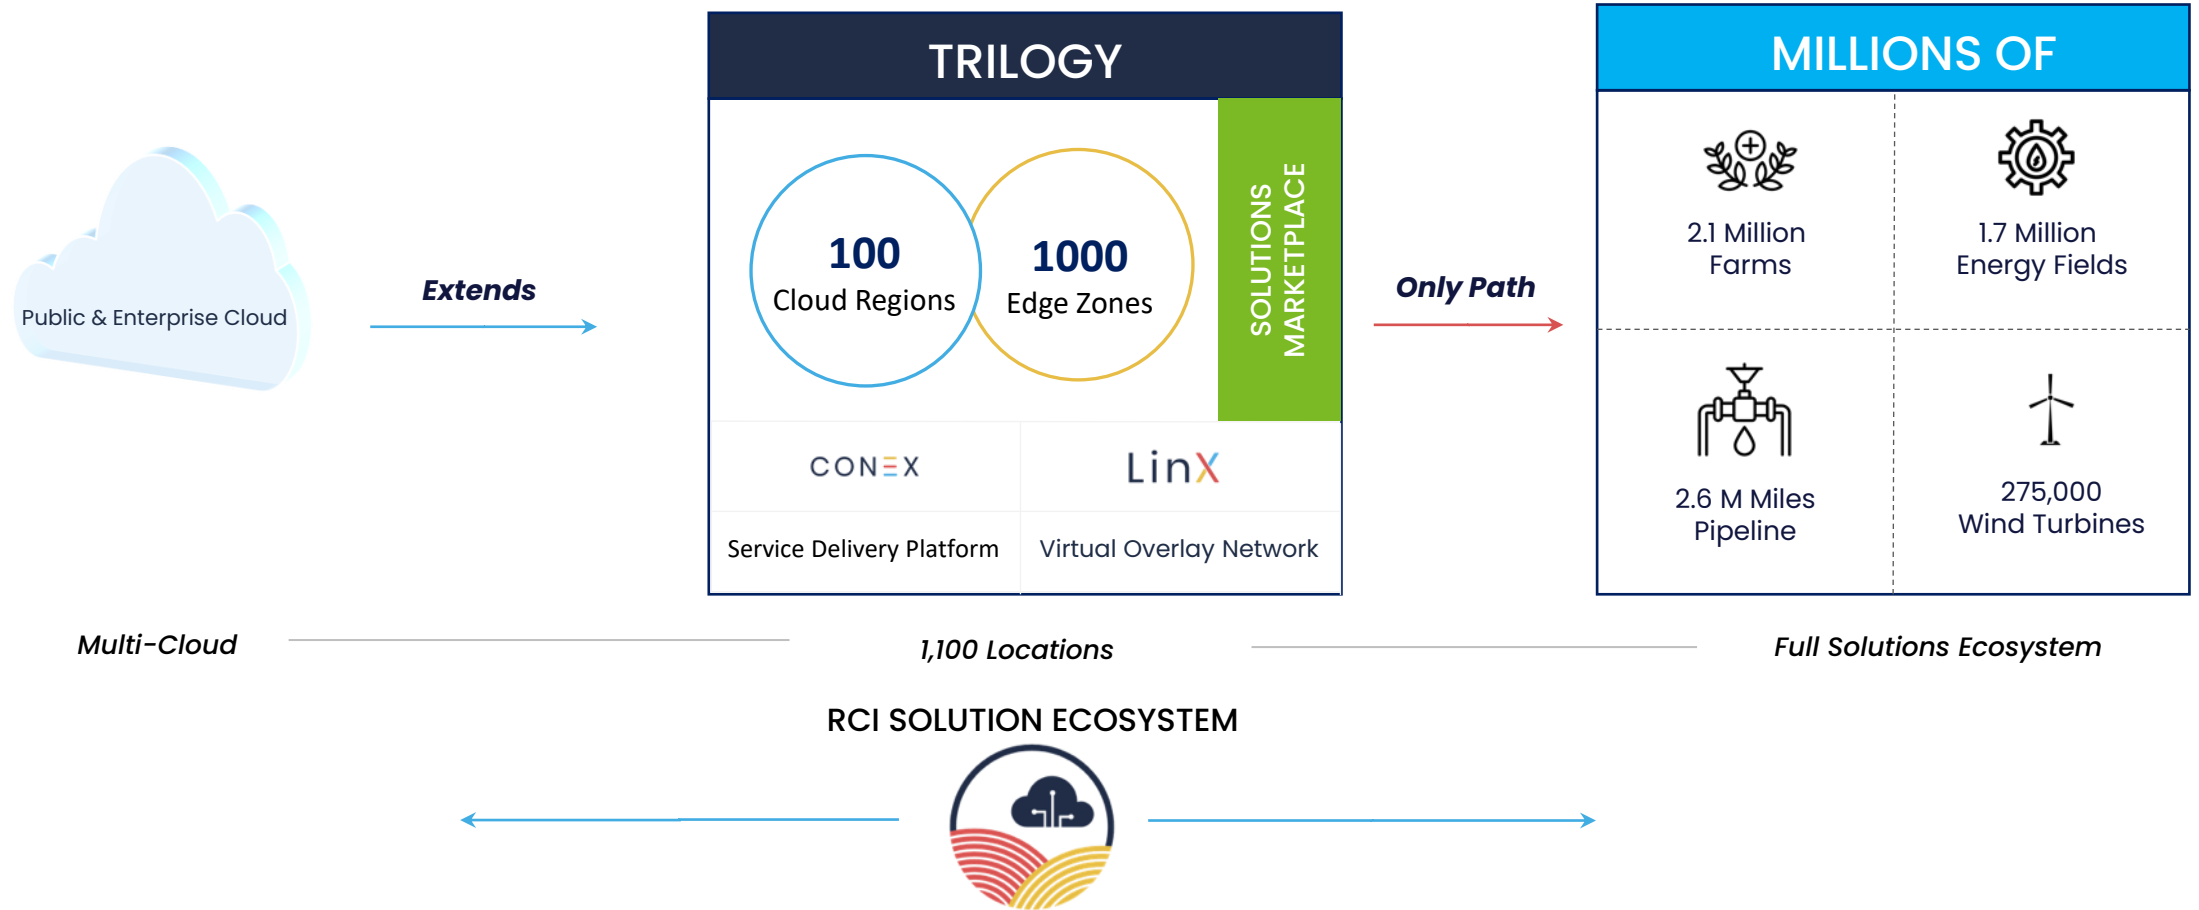 Public & Enterprise Cloud
Extends
TRILOGY
100
Cloud Regions
1000
Edge Zones
SOLUTIONS
MARKETPLACE
CONEX
LinX
Service Delivery Platform
Virtual Overlay Network
Only Path
MILLIONS OF
2.1 Million
Farms
1.7 Million
Energy Fields
2.6 M Miles
Pipeline
275,000
Wind Turbines
Multi-Cloud
1,100 Locations
Full Solutions Ecosystem
RCI SOLUTION ECOSYSTEM